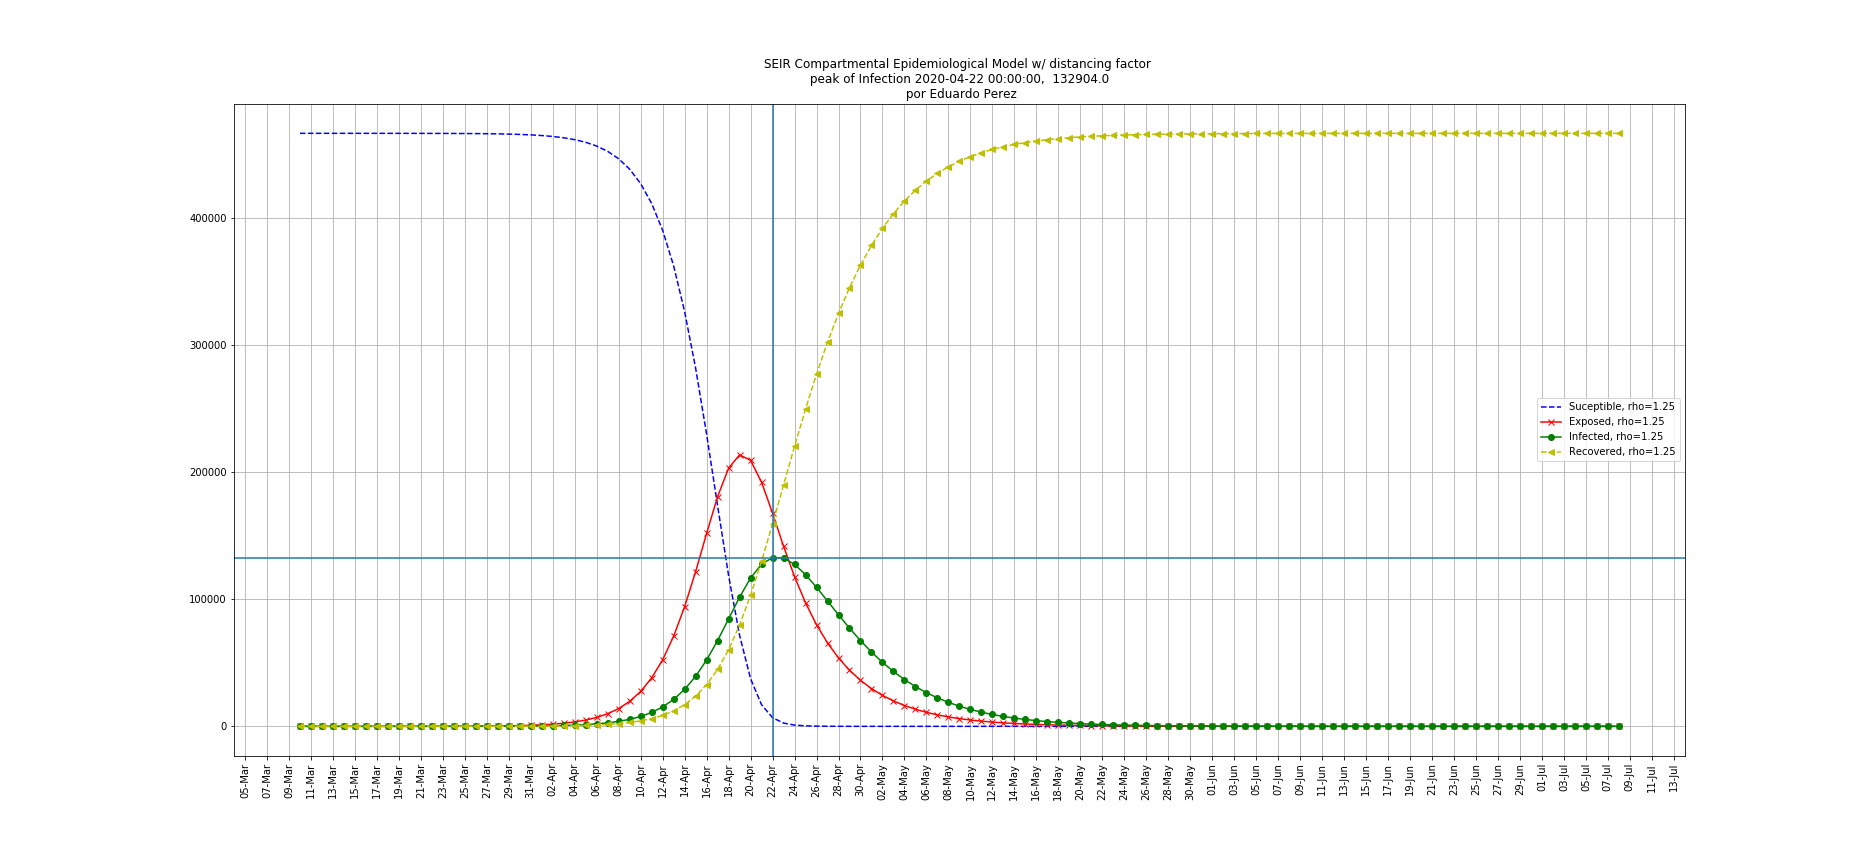 SEIR Compartmental Epidemiological Model w/ distancing factor
peak of Infection 2020-04-22 00:00:00,  132904.0
por Eduardo Perez
400000
300000
200000
100000
0
Suceptible, rho=1.25
Exposed, rho=1.25
Infected, rho=1.25
Recovered, rho=1.25
05-Mar
07-Mar
09-Mar
11-Mar
13-Mar
15-Mar
17-Mar
19-Mar
21-Mar
23-Mar
25-Mar
27-Mar
29-Mar
31-Mar
02-Apr
04-Apr
06-Apr
08-Apr
10-Apr
12-Apr
14-Apr
16-Apr
18-Apr
20-Apr
22-Apr
24-Apr
26-Apr
28-Apr
30-Apr
02-May
04-May
06-May
08-May
10-May
12-May
14-May
16-May
18-May
20-May
22-May
24-May
26-May
28-May
30-May
01-Jun
03-Jun
05-Jun
07-Jun
09-Jun
11-Jun
13-Jun
15-Jun
17-Jun
19-Jun
21-Jun
23-Jun
25-Jun
27-Jun
29-Jun
01-Jul
03-Jul
05-Jul
07-Jul
09-Jul
11-Jul
13-Jul